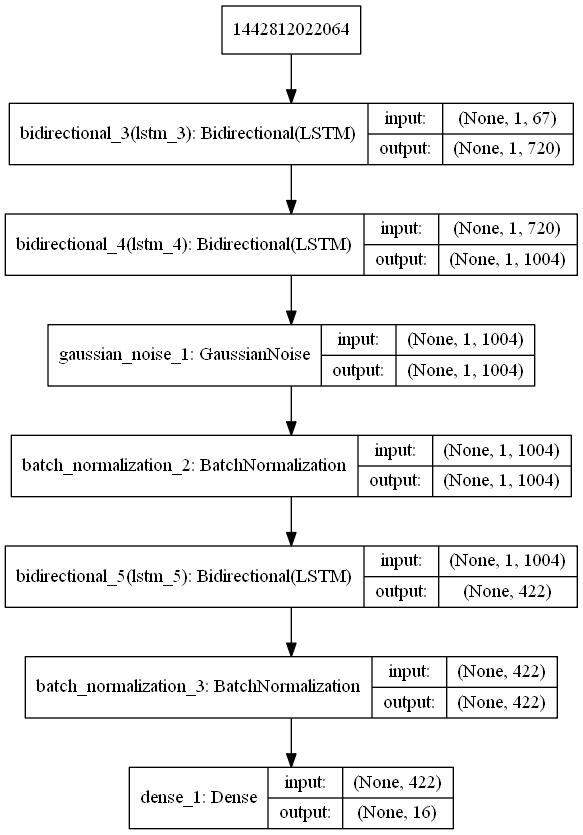 1442812022064
bidirectional_3(lstm_3): Bidirectional(LSTM)
input: (None, 1, 67)
output: (None, 1, 720)
bidirectional_4(lstm_4): Bidirectional(LSTM)
input: (None, 1, 720)
output: (None, 1, 1004)
gaussian_noise_1: GaussianNoise
input: (None, 1, 1004)
output: (None, 1, 1004)
batch_normalization_2: BatchNormalization
input: (None, 1, 1004)
output: (None, 1, 1004)
bidirectional_5(lstm_5): Bidirectional(LSTM)
input: (None, 1, 1004)
output: (None, 422)
batch_normalization_3: BatchNormalization
input: (None, 422)
output: (None, 422)
dense_1: Dense
input: (None, 422)
output: (None, 16)